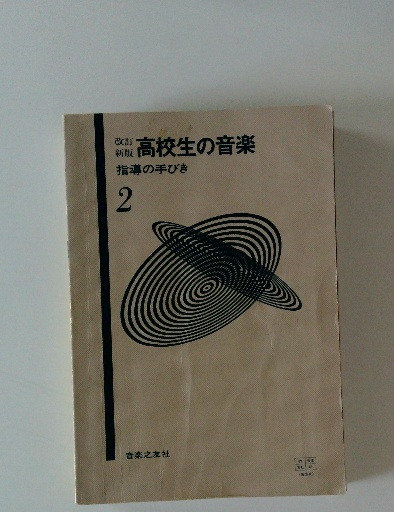 改訂
新版 高校生の音楽
指導の手びき
2
音楽之友社